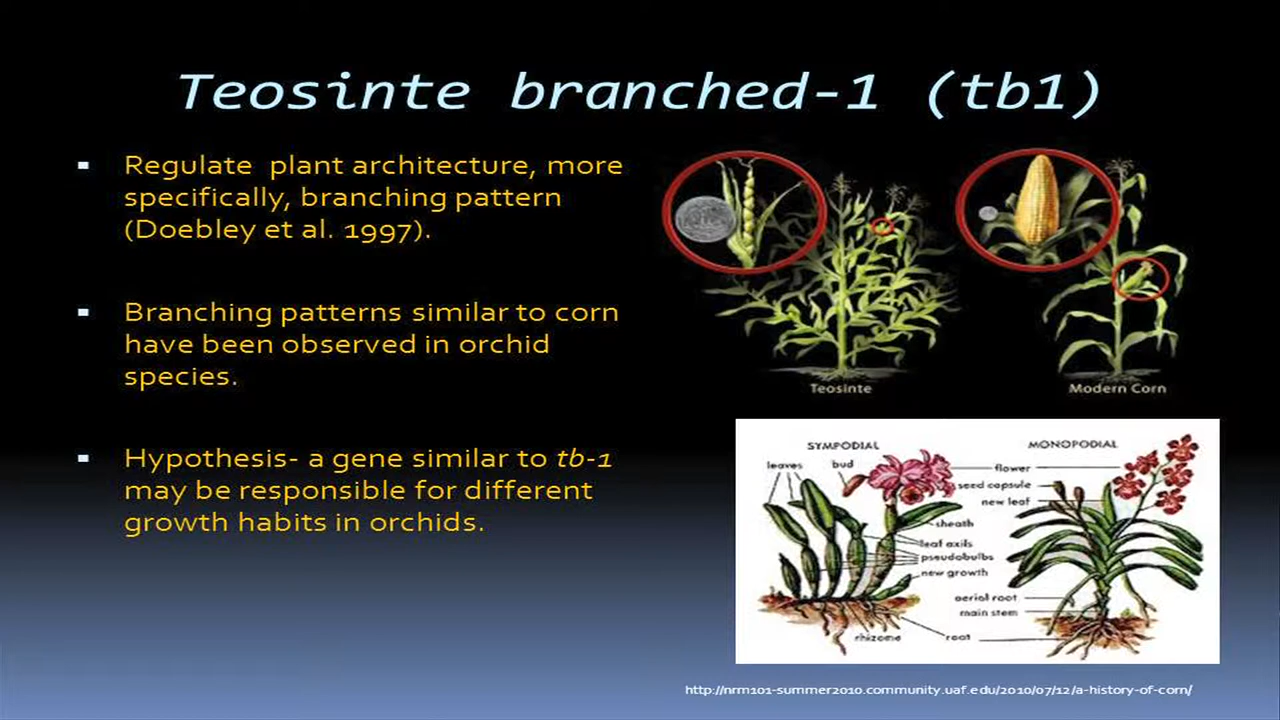 Teosinte branched-1 (tb1)
▪ Regulate plant architecture, more
specifically, branching pattern
(Doebley et al. 1997).
▪ Branching patterns similar to corn
have been observed in orchid
species.
▪ Hypothesis- a gene similar to tb-1
may be responsible for different
growth habits in orchids.
Teosinte
Modern Corn
SYMPODIAL
MONOPODIAL
leaves
bud
flower
seed capsule
new leaf
sheath
leaf axils
pseudobulbs
new growth
aerial root
main stem
rhizome
root
http://nrm101-summer2010.community.uaf.edu/2010/07/12/a-history-of-corn/